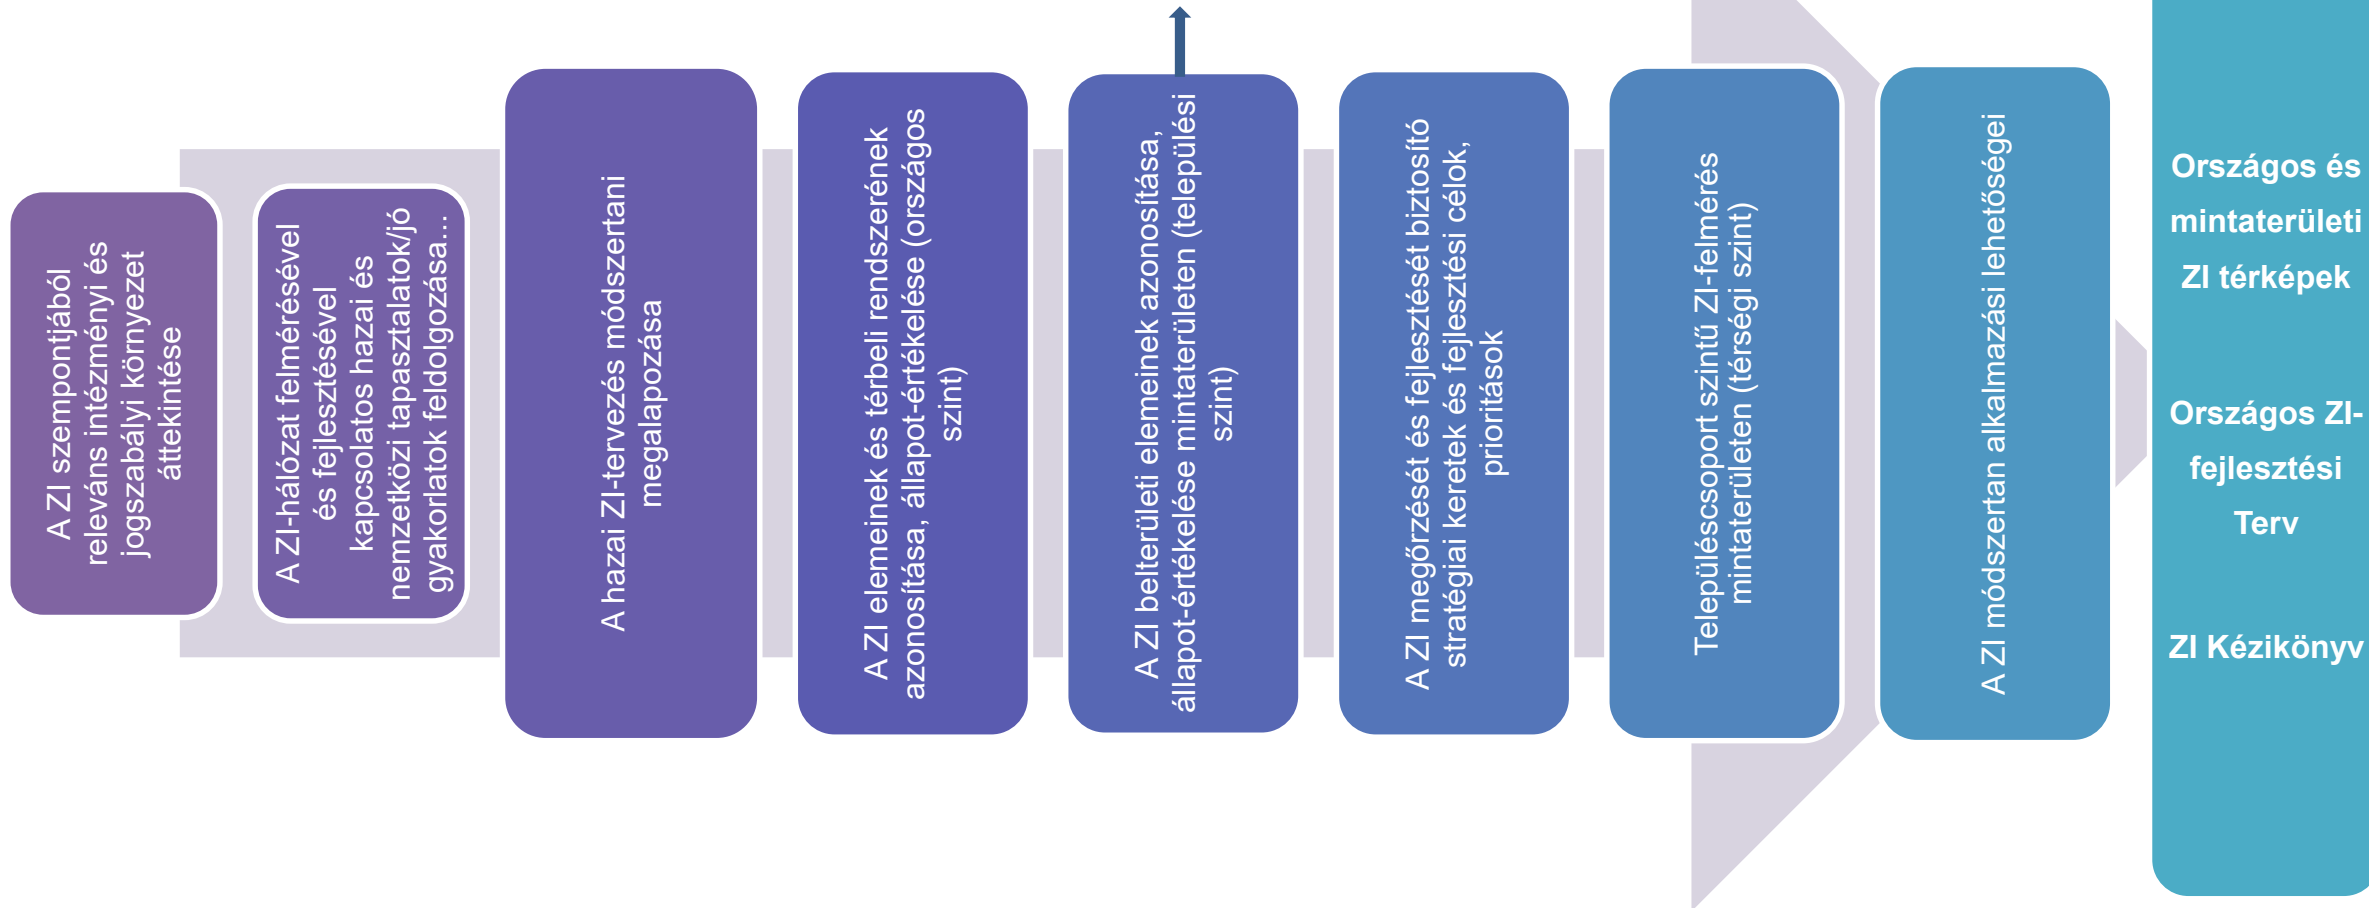 A ZI szempontjából
releváns intézményi és
jogszabályi környezet
áttekintése
A ZI-hálózat felmérésével
és fejlesztésével
kapcsolatos hazai és
nemzetközi tapasztalatok/jó
gyakorlatok feldolgozása...
A hazai ZI-tervezés módszertani
megalapozása
A ZI elemeinek és térbeli rendszerének
azonosítása, állapot-értékelése (országos
szint)
A ZI belterületi elemeinek azonosítása,
állapot-értékelése mintaterületen (települési
szint)
A ZI megőrzését és fejlesztését biztosító
stratégiai keretek és fejlesztési célok,
prioritások
Településcsoport szintű ZI-felmérés
mintaterületen (térségi szint)
A ZI módszertan alkalmazási lehetőségei
Országos és
mintaterületi
ZI térképek
Országos ZI-
fejlesztési
Terv
ZI Kézikönyv